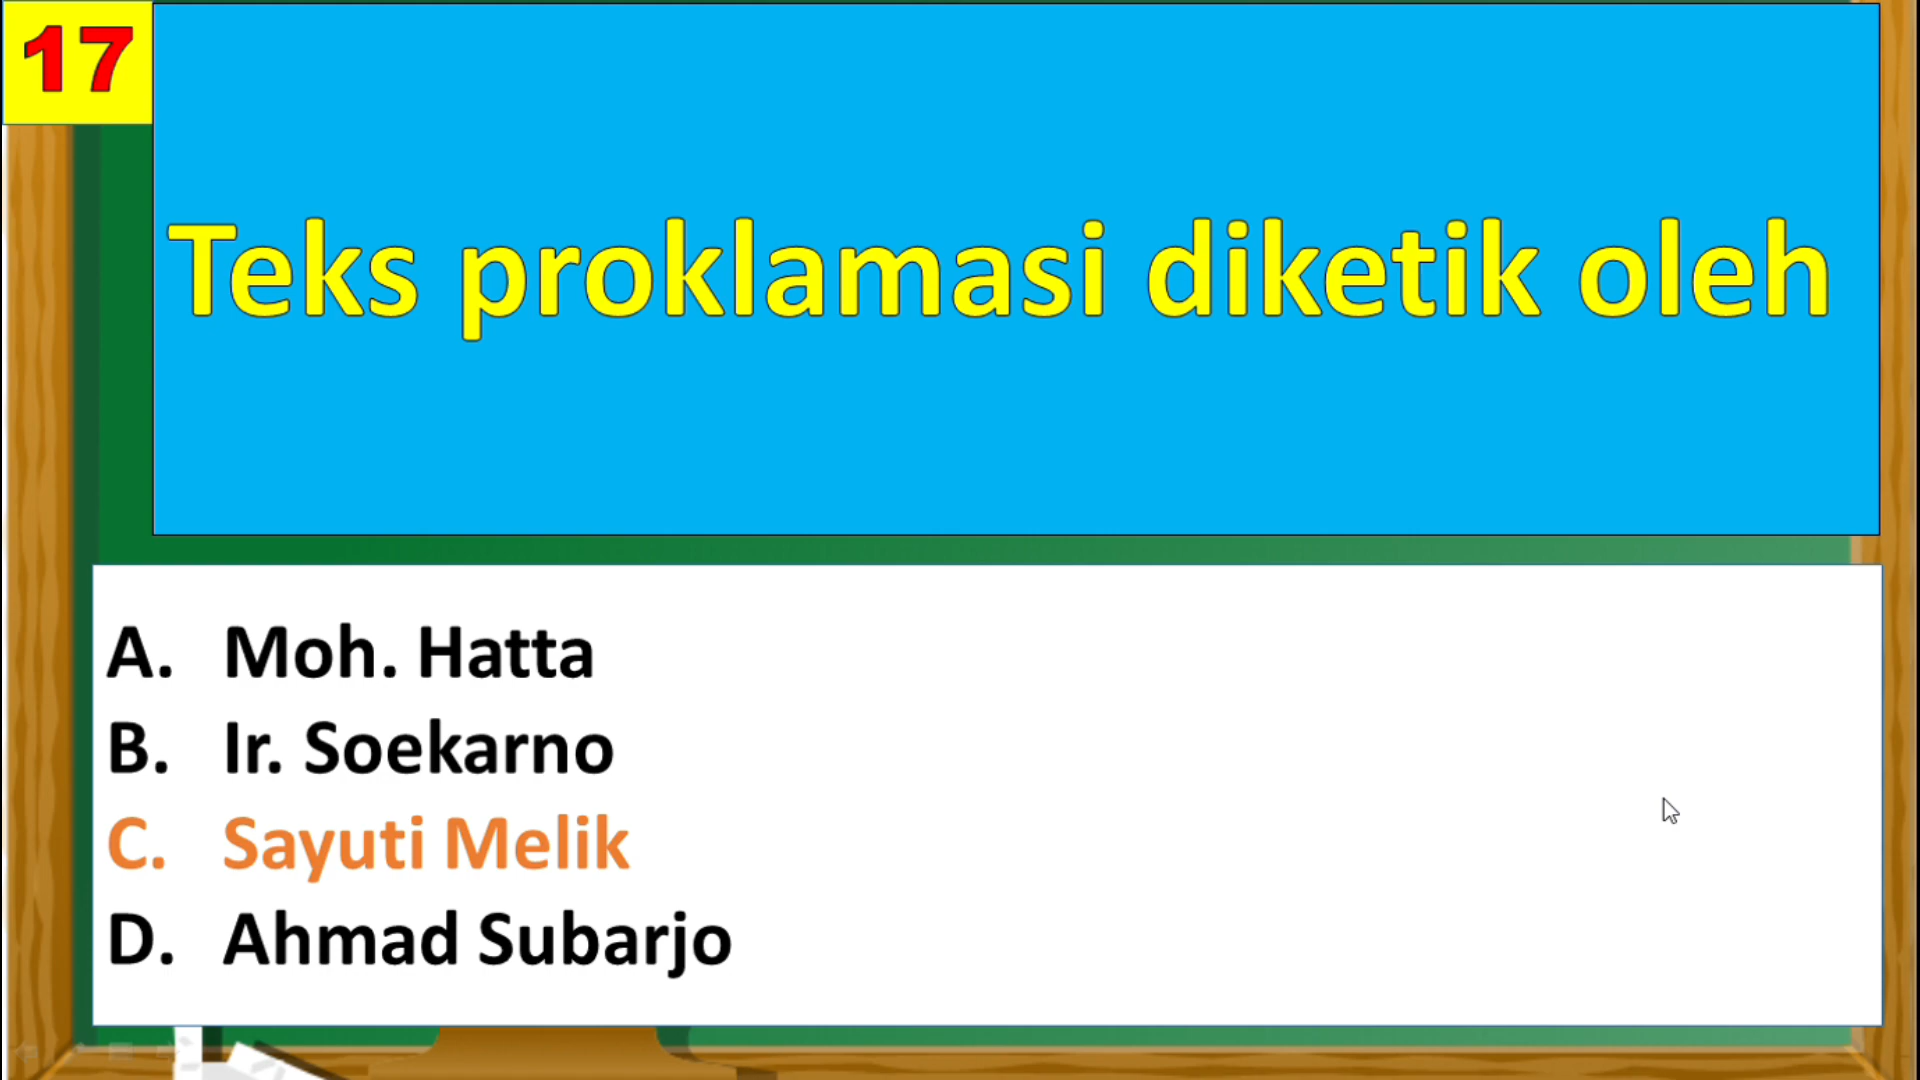 17
Teks proklamasi diketik oleh
A. Moh. Hatta
B. Ir. Soekarno
C. Sayuti Melik
D. Ahmad Subarjo